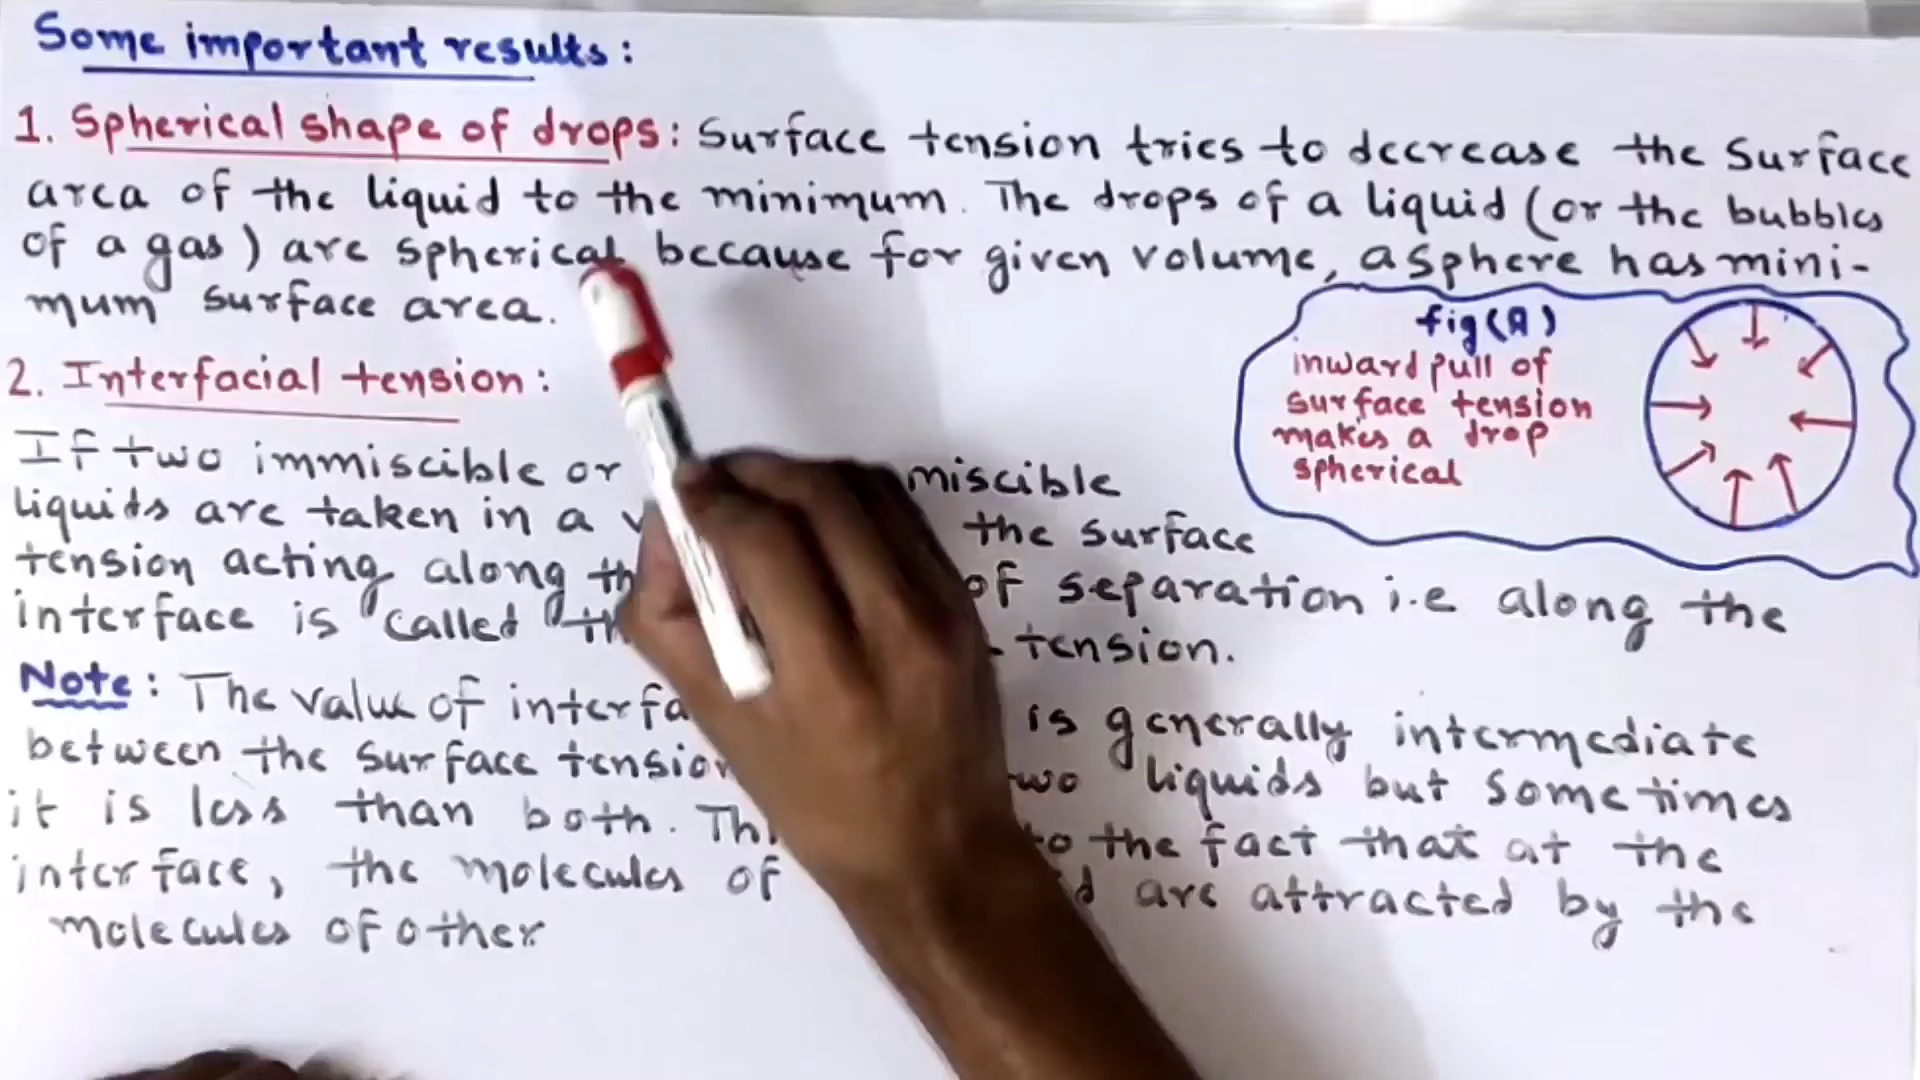 Some important results:
1. Spherical shape of drops: Surface tension tries to decrease the Surface
area of the liquid to the minimum. The drops of a liquid (or the bubbles
of a gas) are spherical because for given volume, a sphere has mini-
mum surface area.
fig(A)
inward pull of
surface tension
makes a drop
spherical
2. Interfacial tension:
If two immiscible or miscible
liquids are taken in a the surface
tension acting along of separation i.e along the
interface is called tension.
Note: The value of is generally intermediate
between the surface liquids but sometimes
it is less than both. to the fact that at the
interface, the molecules of are attracted by the
molecules of other